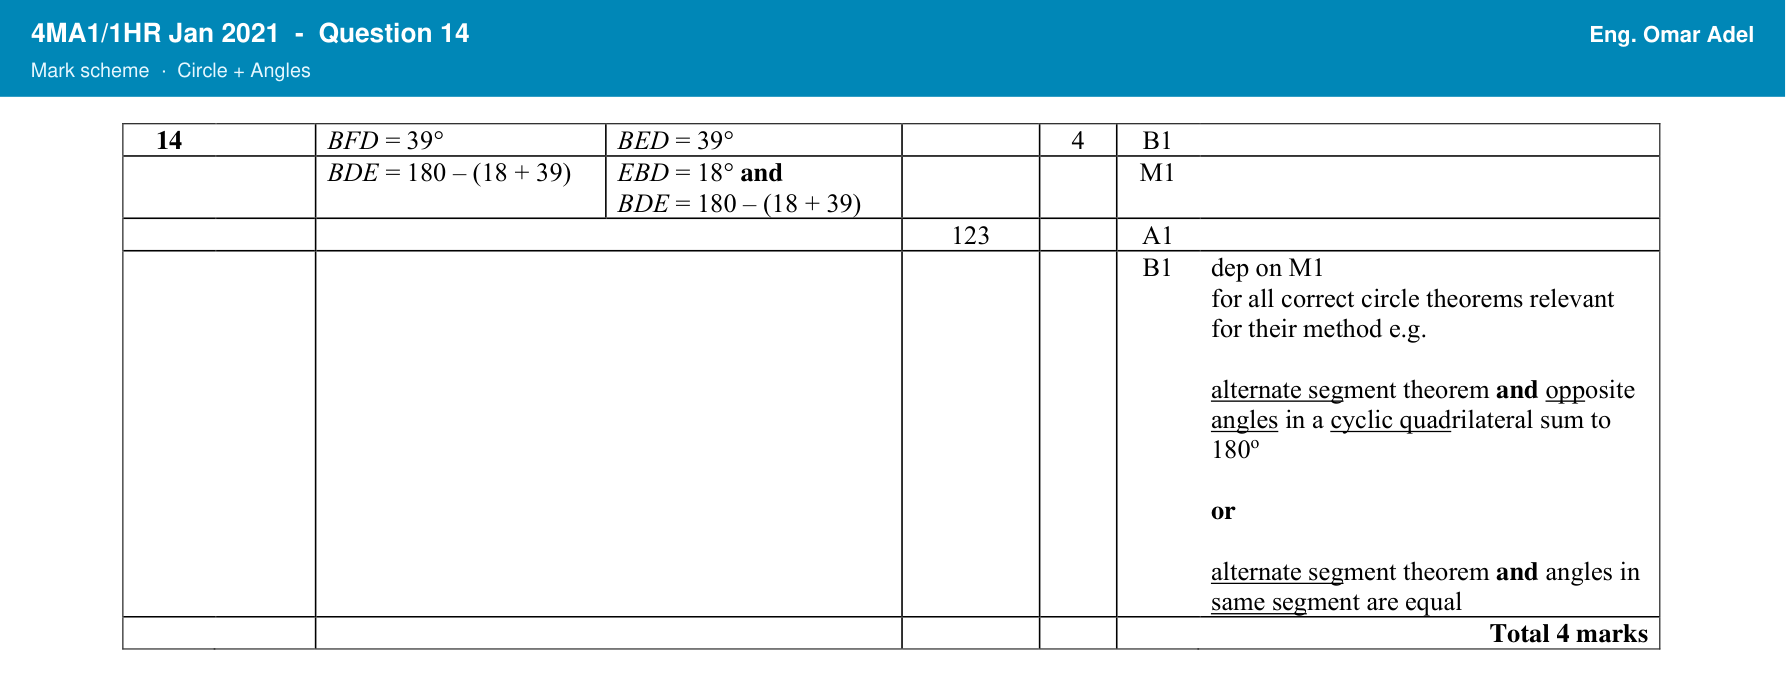 4MA1/1HR Jan 2021 - Question 14
Eng. Omar Adel
Mark scheme · Circle + Angles
14 BFD = 39° BED = 39° 4 B1
BDE = 180 – (18 + 39) EBD = 18° and M1
BDE = 180 – (18 + 39)
123 A1
B1 dep on M1
for all correct circle theorems relevant
for their method e.g.
alternate segment theorem and opposite
angles in a cyclic quadrilateral sum to
180º
or
alternate segment theorem and angles in
same segment are equal
Total 4 marks